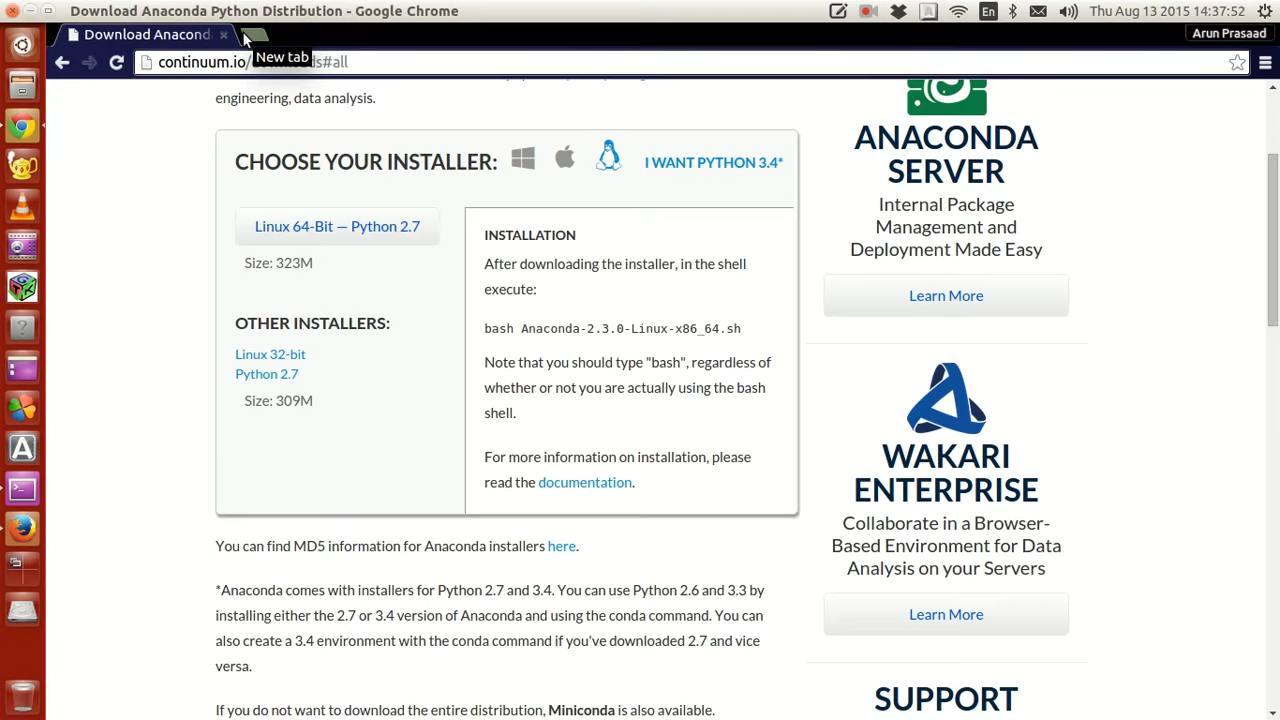 Download Anaconda Python Distribution - Google Chrome
En
Thu Aug 13 2015 14:37:52
Download Anacond
Arun Prasaad
New tab
continuum.io/
s#all
engineering, data analysis.
CHOOSE YOUR INSTALLER:
I WANT PYTHON 3.4*
Linux 64-Bit — Python 2.7
Size: 323M
OTHER INSTALLERS:
Linux 32-bit
Python 2.7
Size: 309M
INSTALLATION
After downloading the installer, in the shell
execute:
bash Anaconda-2.3.0-Linux-x86_64.sh
Note that you should type "bash", regardless of
whether or not you are actually using the bash
shell.
For more information on installation, please
read the documentation.
You can find MD5 information for Anaconda installers here.
*Anaconda comes with installers for Python 2.7 and 3.4. You can use Python 2.6 and 3.3 by
installing either the 2.7 or 3.4 version of Anaconda and using the conda command. You can
also create a 3.4 environment with the conda command if you've downloaded 2.7 and vice
versa.
If you do not want to download the entire distribution, Miniconda is also available.
ANACONDA
SERVER
Internal Package
Management and
Deployment Made Easy
Learn More
WAKARI
ENTERPRISE
Collaborate in a Browser-
Based Environment for Data
Analysis on your Servers
Learn More
SUPPORT